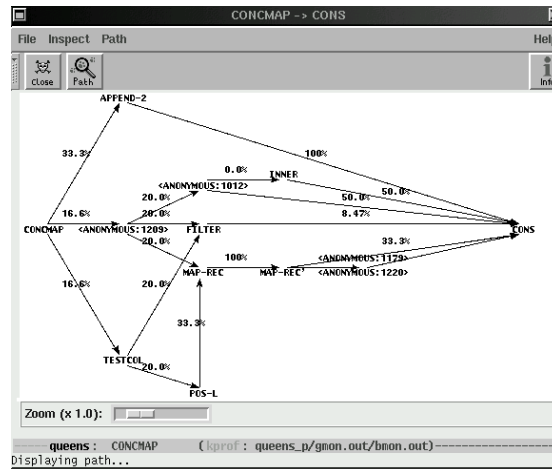 CONCMAP -> CONS
File Inspect Path Help
Close Path Info
APPEND-2
33.3% 100%
0.0% INNER
<ANONYMOUS:1012>
20.0% 50.0% 50.0%
16.6% 20.0% 8.47%
CONCMAP <ANONYMOUS:1209> FILTER CONS
20.0% 33.3%
100% <ANONYMOUS:1179>
MAP-REC MAP-REC' <ANONYMOUS:1220>
16.6% 20.0%
33.3%
TESTCOL
20.0%
POS-L
Zoom (x 1.0):
queens : CONCMAP (kprof : queens_p/gmon.out/bmon.out)
Displaying path...